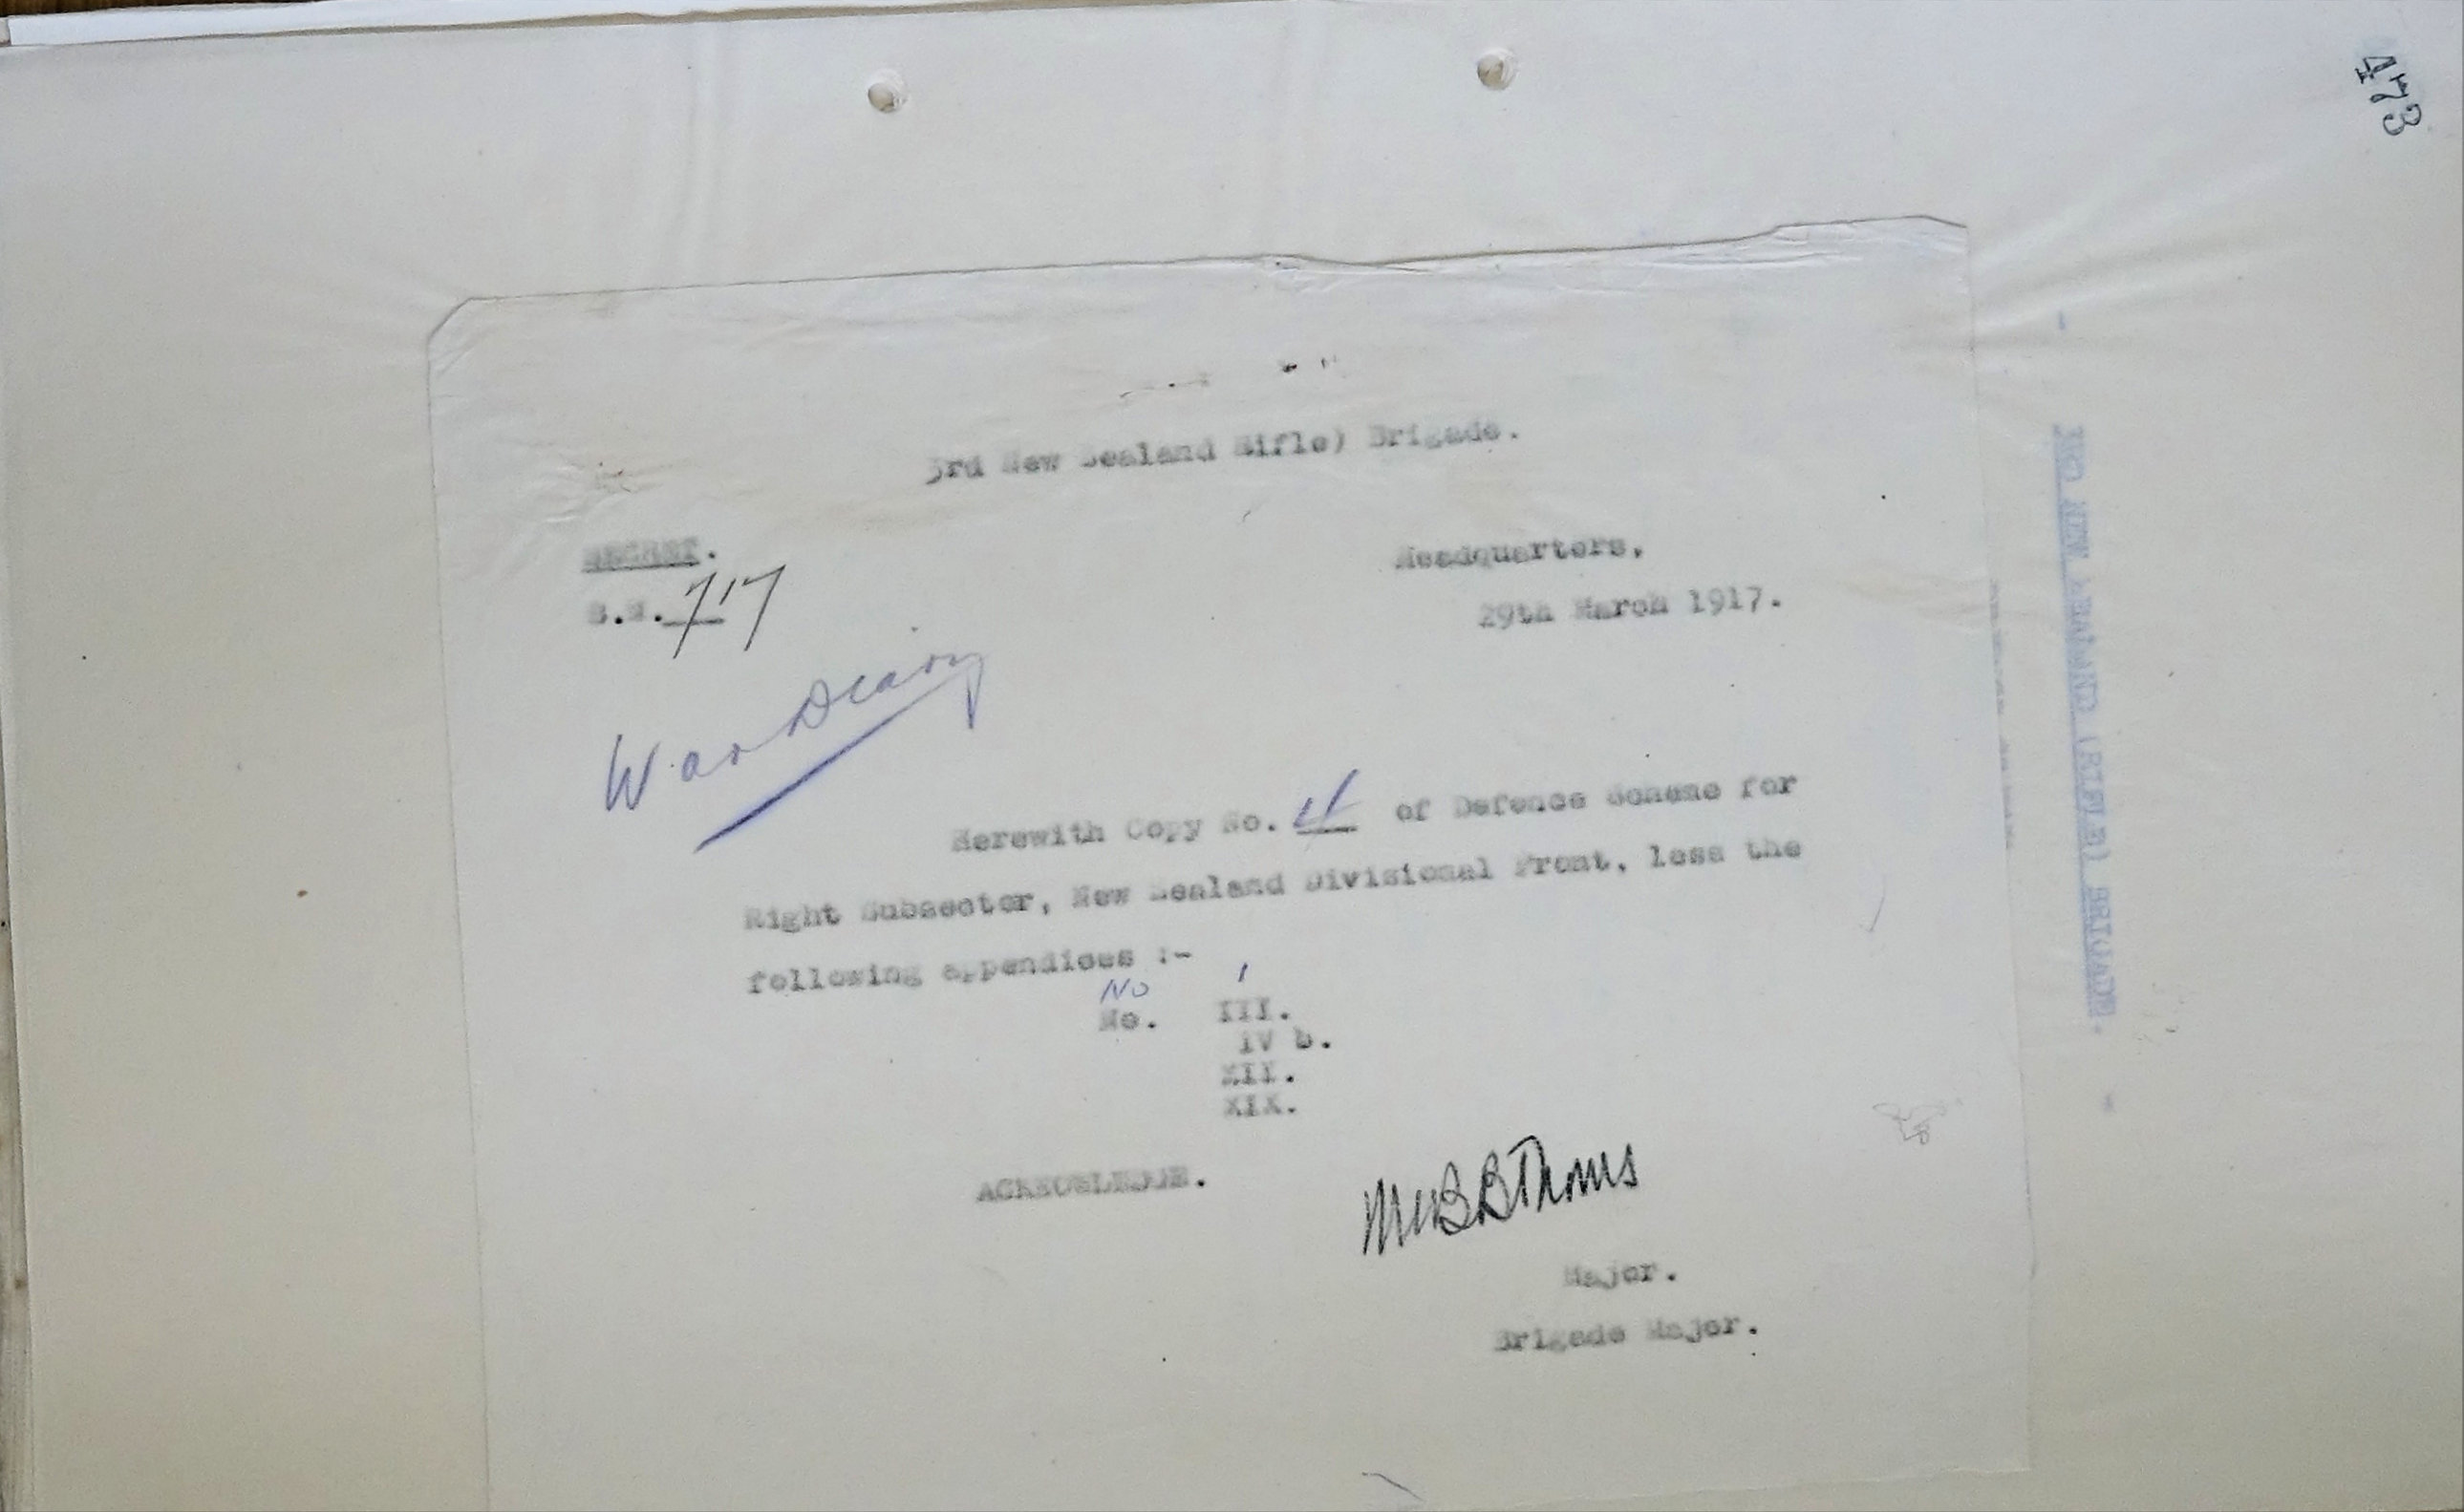 473
3rd New Zealand Rifle) Brigade.
SECRET.
Headquarters,
B.M. 717
29th March 1917.
War Diary
Herewith Copy No. of Defence Scheme for
Right Subsector, New Zealand Divisional Front, less the
following appendices :-
No I
No. III.
IV b.
XII.
XIX.
ACKNOWLEDGE.
Major.
Brigade Major.
3RD NEW ZEALAND (RIFLE) BRIGADE.